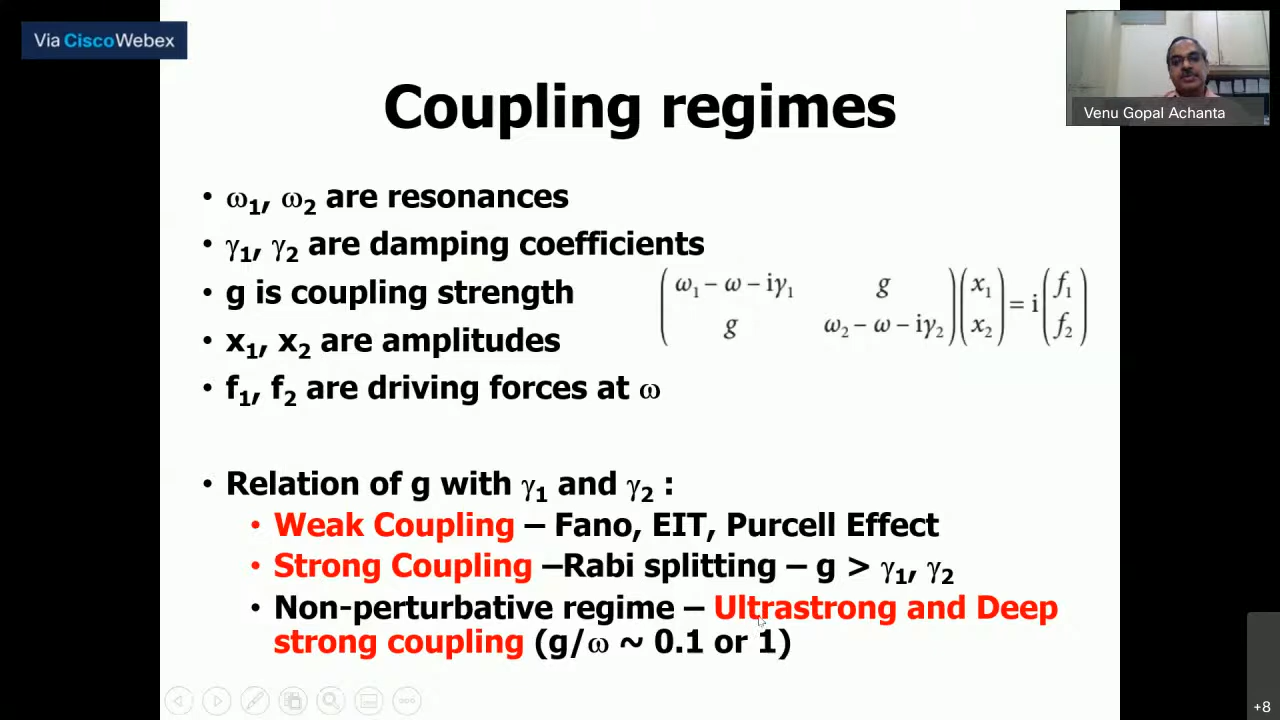 Via CiscoWebex
Venu Gopal Achanta
Coupling regimes
• ω₁, ω₂ are resonances
• γ₁, γ₂ are damping coefficients
• g is coupling strength
• x₁, x₂ are amplitudes
• f₁, f₂ are driving forces at ω
ω₁ – ω – iγ₁ g x₁ = i f₁
g ω₂ – ω – iγ₂ x₂ f₂
• Relation of g with γ₁ and γ₂ :
• Weak Coupling – Fano, EIT, Purcell Effect
• Strong Coupling –Rabi splitting – g > γ₁, γ₂
• Non-perturbative regime – Ultrastrong and Deep
strong coupling (g/ω ~ 0.1 or 1)
+8